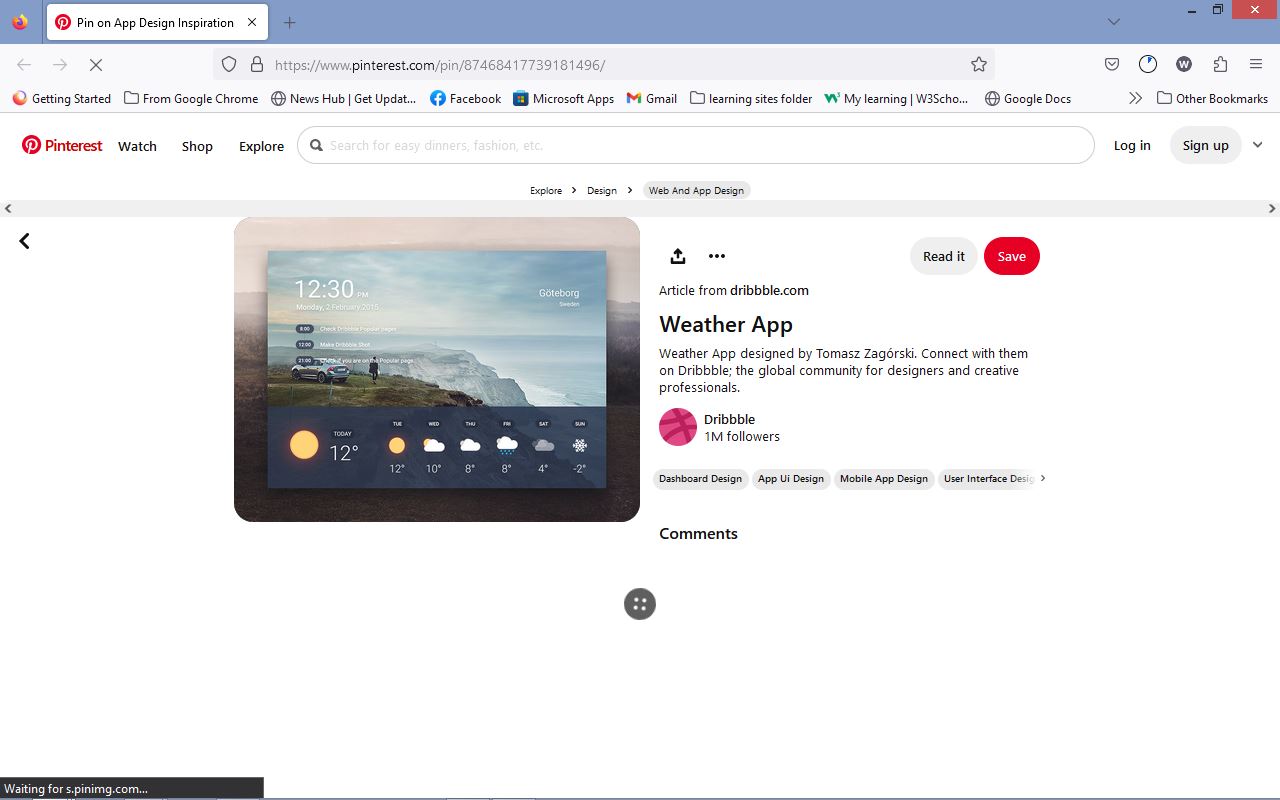 Pin on App Design Inspiration
https://www.pinterest.com/pin/87468417739181496/
W
Getting Started
From Google Chrome
News Hub | Get Updat...
Facebook
Microsoft Apps
Gmail
learning sites folder
My learning | W3Scho...
Google Docs
Other Bookmarks
Pinterest
Watch
Shop
Explore
Search for easy dinners, fashion, etc.
Log in
Sign up
Explore
Design
Web And App Design
12:30 PM
Monday, 2 February 2015
Göteborg
Sweden
8:00 Check Dribbble Popular pages
12:00 Make Dribbble Shot
21:00 Check if you are on the Popular page
TODAY
12°
TUE WED THU FRI SAT SUN
12° 10° 8° 8° 4° -2°
Read it
Save
Article from dribbble.com
Weather App
Weather App designed by Tomasz Zagórski. Connect with them
on Dribbble; the global community for designers and creative
professionals.
Dribbble
1M followers
Dashboard Design
App Ui Design
Mobile App Design
User Interface Desig
Comments
Waiting for s.pinimg.com...